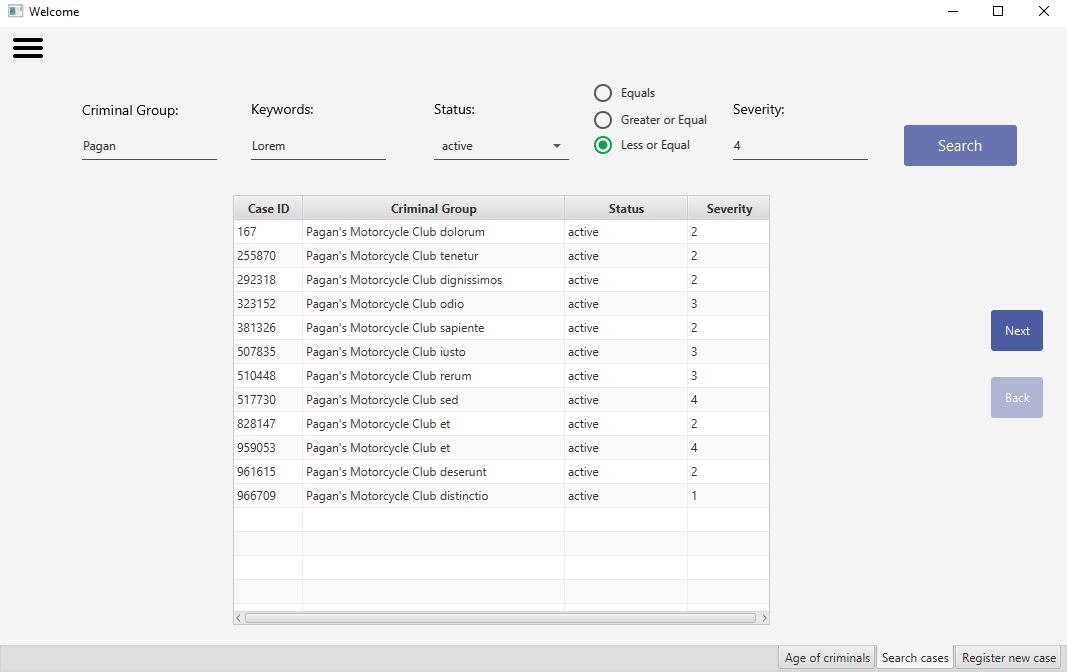 Welcome
Criminal Group:
Pagan
Keywords:
Lorem
Status:
active
Equals
Greater or Equal
Less or Equal
Severity:
4
Search
Case ID Criminal Group Status Severity
167 Pagan's Motorcycle Club dolorum active 2
255870 Pagan's Motorcycle Club tenetur active 2
292318 Pagan's Motorcycle Club dignissimos active 2
323152 Pagan's Motorcycle Club odio active 3
381326 Pagan's Motorcycle Club sapiente active 2
507835 Pagan's Motorcycle Club iusto active 3
510448 Pagan's Motorcycle Club rerum active 3
517730 Pagan's Motorcycle Club sed active 4
828147 Pagan's Motorcycle Club et active 2
959053 Pagan's Motorcycle Club et active 4
961615 Pagan's Motorcycle Club deserunt active 2
966709 Pagan's Motorcycle Club distinctio active 1
Next
Back
Age of criminals Search cases Register new case